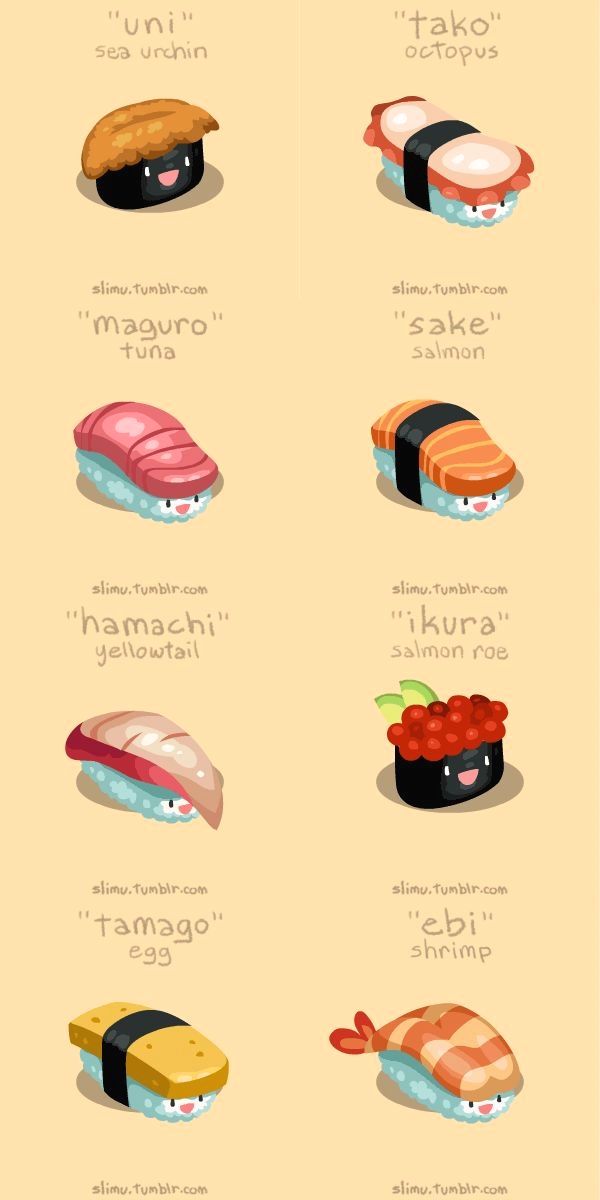 "uni"
sea urchin
slimu.tumblr.com
"tako"
octopus
slimu.tumblr.com
"maguro"
tuna
slimu.tumblr.com
"sake"
salmon
slimu.tumblr.com
"hamachi"
yellowtail
slimu.tumblr.com
"ikura"
salmon roe
slimu.tumblr.com
"tamago"
egg
slimu.tumblr.com
"ebi"
shrimp
slimu.tumblr.com